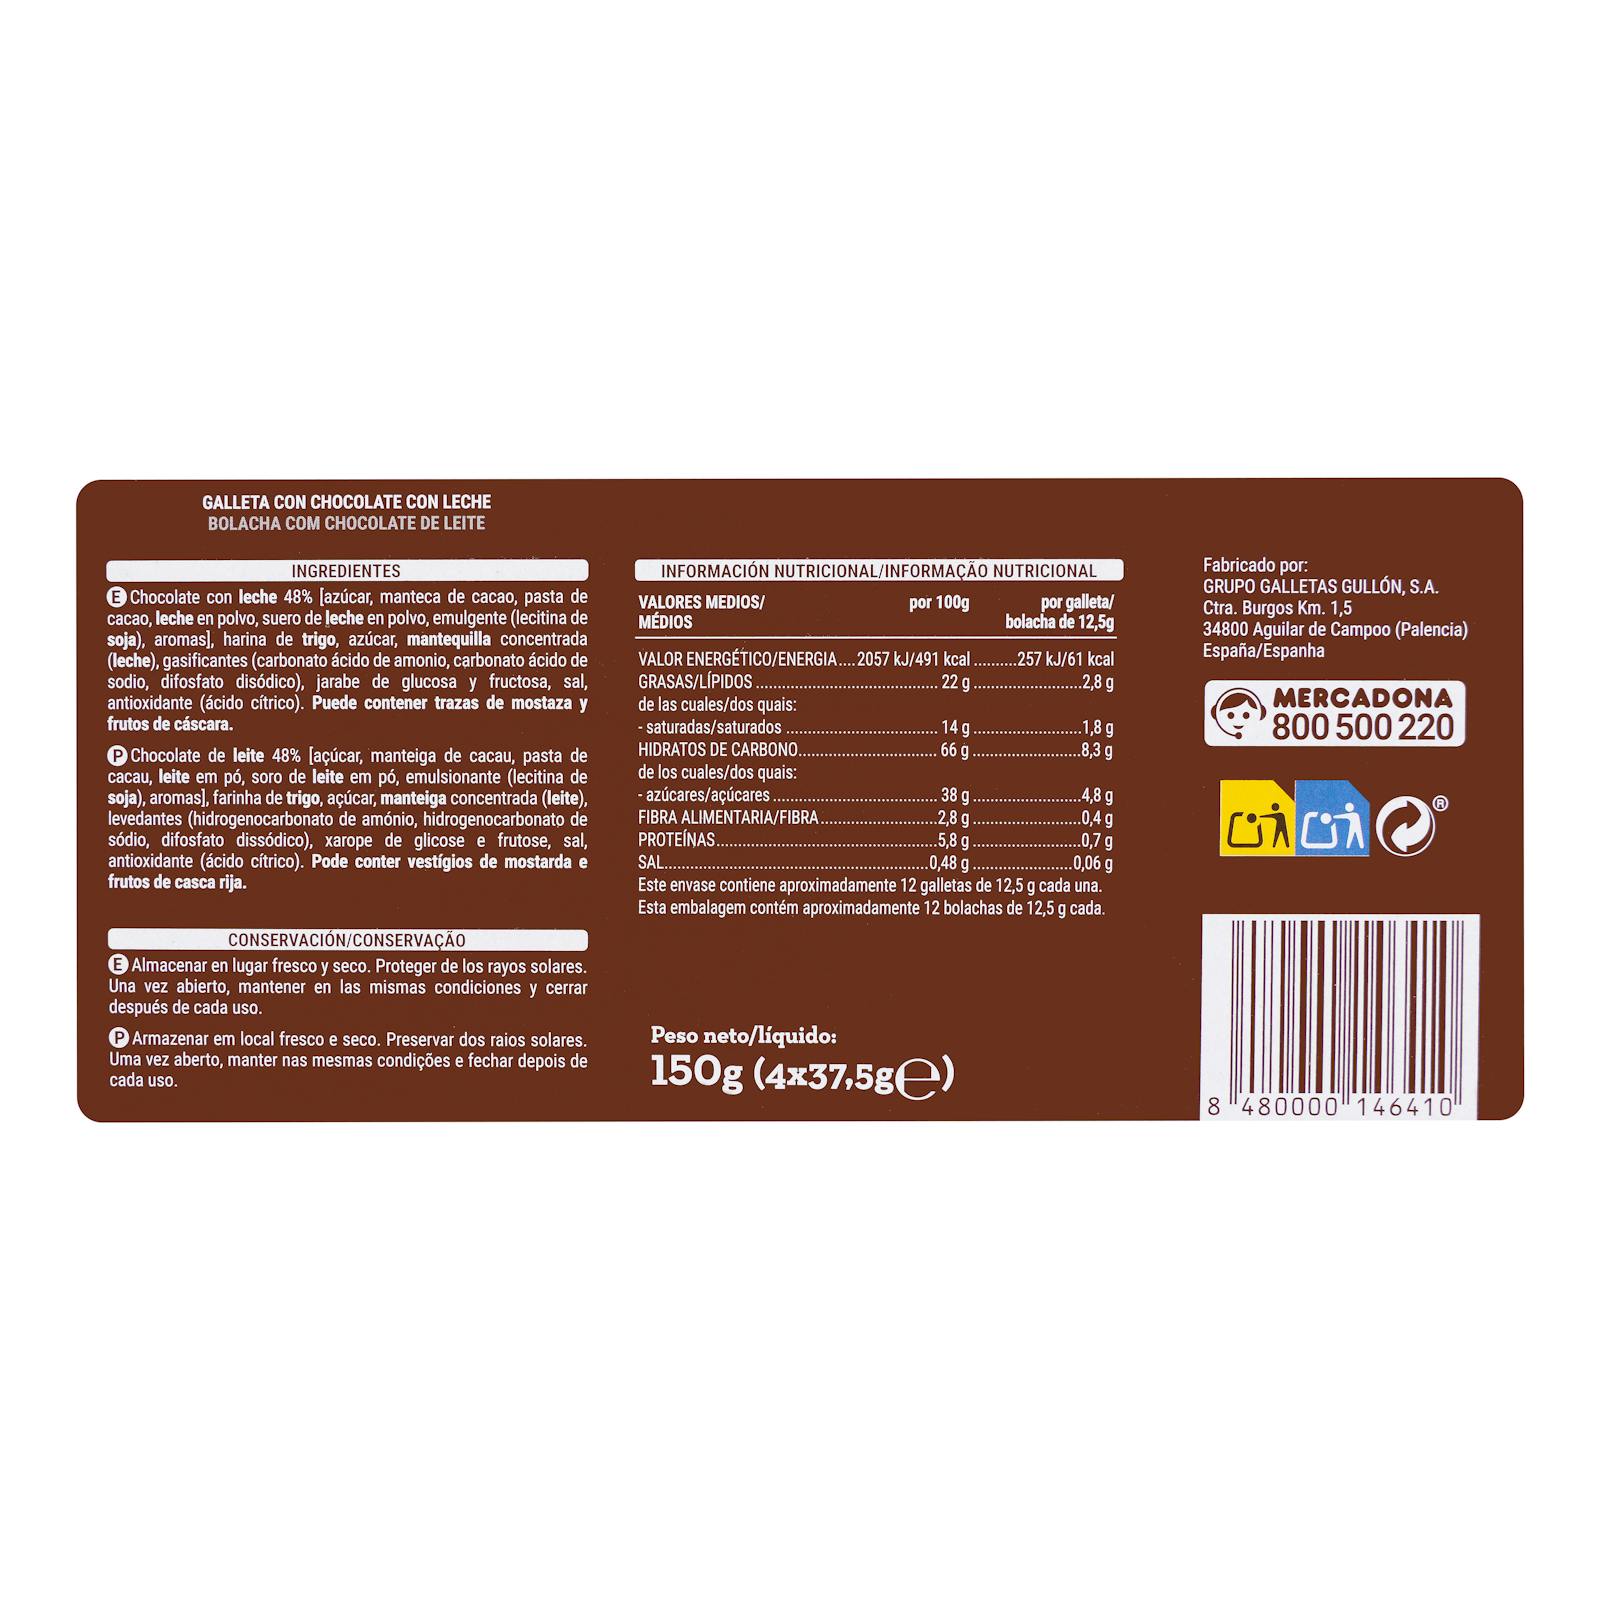 GALLETA CON CHOCOLATE CON LECHE
BOLACHA COM CHOCOLATE DE LEITE
INGREDIENTES
E Chocolate con leche 48% [azúcar, manteca de cacao, pasta de
cacao, leche en polvo, suero de leche en polvo, emulgente (lecitina de
soja), aromas], harina de trigo, azúcar, mantequilla concentrada
(leche), gasificantes (carbonato ácido de amonio, carbonato ácido de
sodio, difosfato disódico), jarabe de glucosa y fructosa, sal,
antioxidante (ácido cítrico). Puede contener trazas de mostaza y
frutos de cáscara.
P Chocolate de leite 48% [açúcar, manteiga de cacau, pasta de
cacau, leite em pó, soro de leite em pó, emulsionante (lecitina de
soja), aromas], farinha de trigo, açúcar, manteiga concentrada (leite),
levedantes (hidrogenocarbonato de amónio, hidrogenocarbonato de
sódio, difosfato dissódico), xarope de glicose e frutose, sal,
antioxidante (ácido cítrico). Pode conter vestígios de mostarda e
frutos de casca rija.
CONSERVACIÓN/CONSERVAÇÃO
E Almacenar en lugar fresco y seco. Proteger de los rayos solares.
Una vez abierto, mantener en las mismas condiciones y cerrar
después de cada uso.
P Armazenar em local fresco e seco. Preservar dos raios solares.
Uma vez aberto, manter nas mesmas condições e fechar depois de
cada uso.
INFORMACIÓN NUTRICIONAL/INFORMAÇÃO NUTRICIONAL
VALORES MEDIOS/ por 100g por galleta/
MÉDIOS bolacha de 12,5g
VALOR ENERGÉTICO/ENERGIA.... 2057 kJ/491 kcal ..........257 kJ/61 kcal
GRASAS/LÍPIDOS ........ 22 g ........2,8 g
de las cuales/dos quais:
- saturadas/saturados ........ 14 g ........1,8 g
HIDRATOS DE CARBONO........ 66 g ........8,3 g
de los cuales/dos quais:
- azúcares/açúcares ........ 38 g ........4,8 g
FIBRA ALIMENTARIA/FIBRA ........2,8 g ........0,4 g
PROTEÍNAS........5,8 g ........0,7 g
SAL........0,48 g ........0,06 g
Este envase contiene aproximadamente 12 galletas de 12,5 g cada una.
Esta embalagem contém aproximadamente 12 bolachas de 12,5 g cada.
Peso neto/líquido:
150g (4x37,5g℮)
Fabricado por:
GRUPO GALLETAS GULLÓN, S.A.
Ctra. Burgos Km. 1,5
34800 Aguilar de Campoo (Palencia)
España/Espanha
MERCADONA
800 500 220
®
8 480000 146410